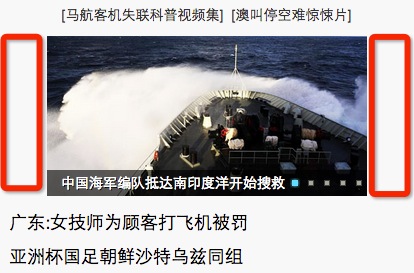 [马航客机失联科普视频集] [澳叫停空难惊悚片]
中国海军编队抵达南印度洋开始搜救
广东:女技师为顾客打飞机被罚
亚洲杯国足朝鲜沙特乌兹同组